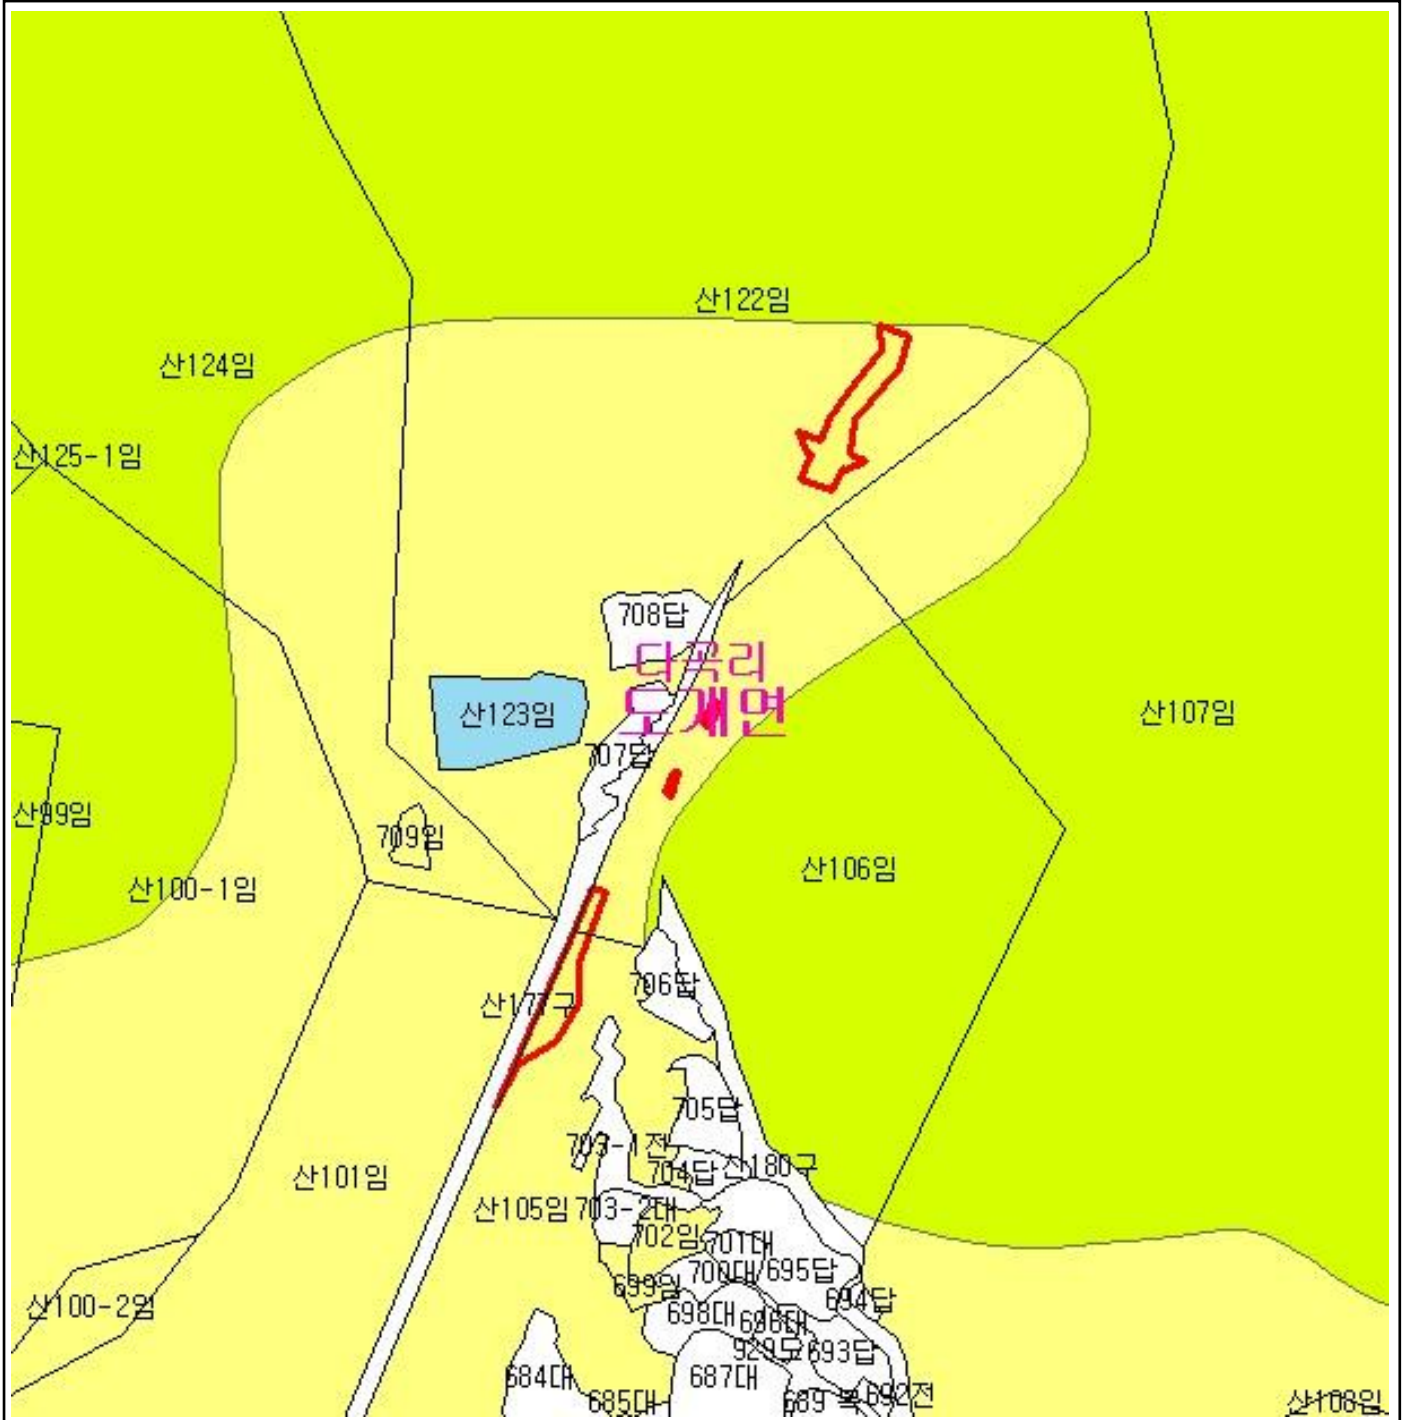 산122임
산124임
산125-1임
708답
다곡리
도개연
산123임
산107임
707답
산99임
709임
산106임
산100-1임
706답
산177구
705답
703-1전
704답
산180구
산101임
산105임
703-2대
702임
701대
700대
695답
699임
694답
산100-2임
698대
696대
929도
693답
684대
687대
685대
689
692전
산108임